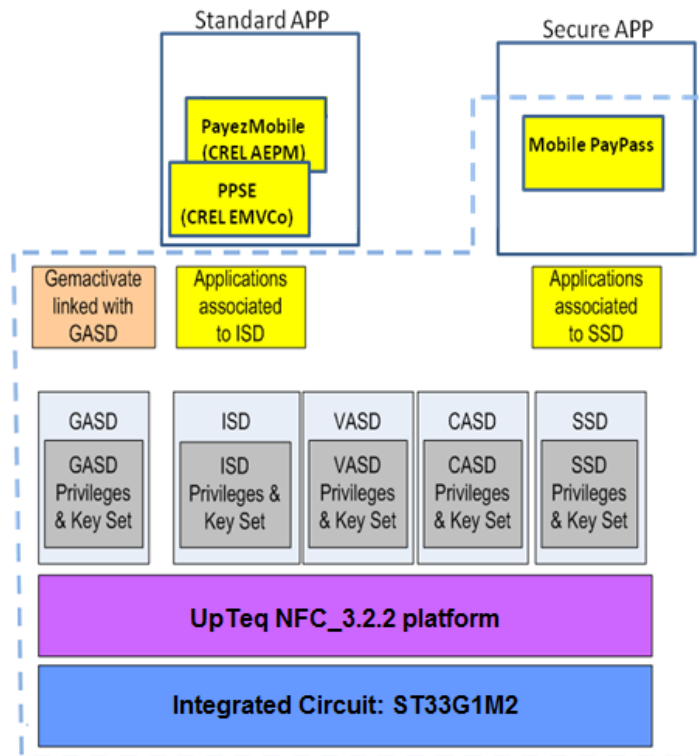 Standard APP
Secure APP
PayezMobile
(CREL AEPM)
PPSE
(CREL EMVCo)
Mobile PayPass
Gemactivate
linked with
GASD
Applications
associated
to ISD
Applications
associated
to SSD
GASD
GASD
Privileges
& Key Set
ISD
ISD
Privileges &
Key Set
VASD
VASD
Privileges
& Key Set
CASD
CASD
Privileges
& Key Set
SSD
SSD
Privileges
& Key Set
UpTeq NFC_3.2.2 platform
Integrated Circuit: ST33G1M2